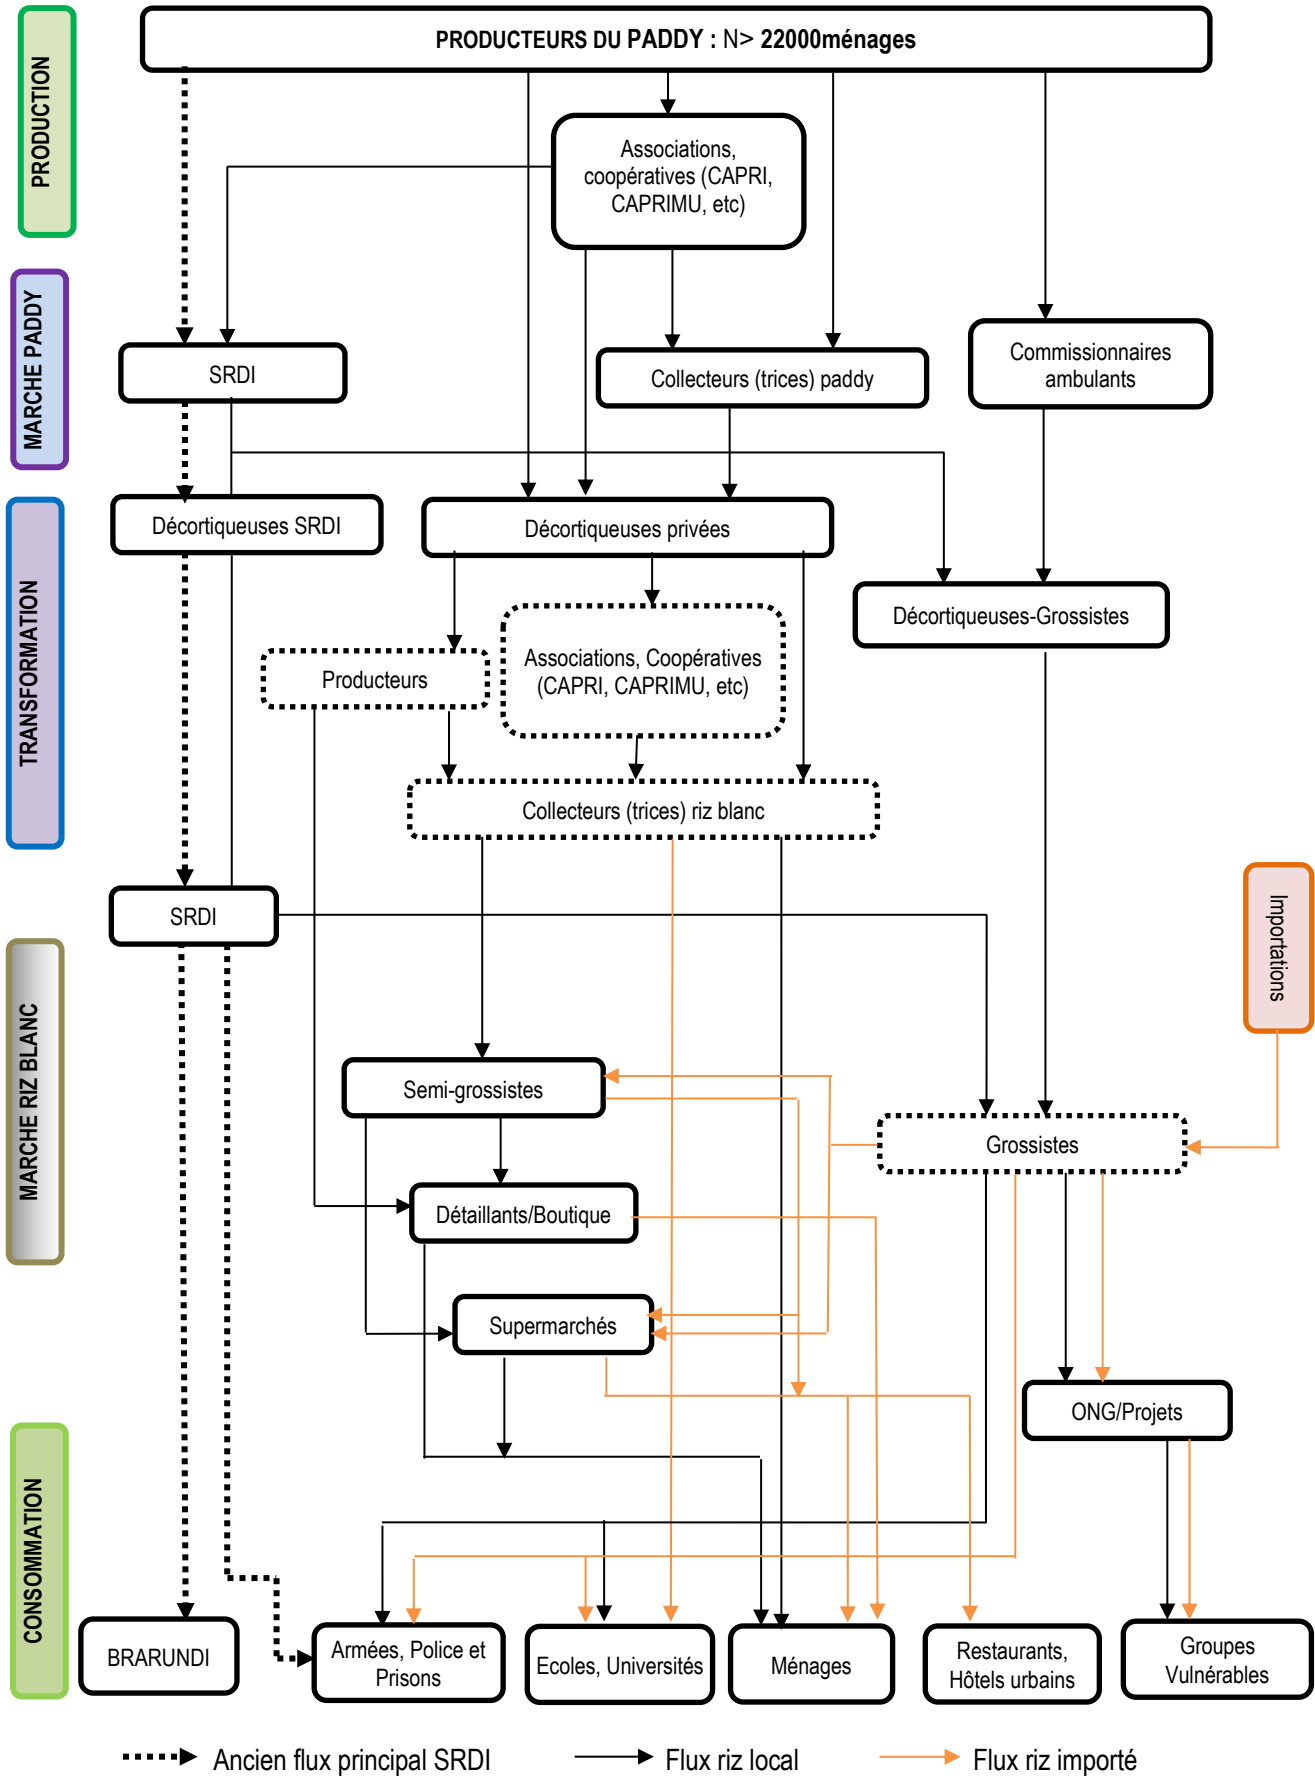 PRODUCTEURS DU PADDY : N> 22000ménages
PRODUCTION
Associations,
coopératives (CAPRI,
CAPRIMU, etc)
MARCHE PADDY
SRDI
Collecteurs (trices) paddy
Commissionnaires
ambulants
TRANSFORMATION
Décortiqueuses SRDI
Décortiqueuses privées
Décortiqueuses-Grossistes
Producteurs
Associations, Coopératives
(CAPRI, CAPRIMU, etc)
Collecteurs (trices) riz blanc
MARCHE RIZ BLANC
SRDI
Importations
Semi-grossistes
Grossistes
Détaillants/Boutique
Supermarchés
ONG/Projets
CONSOMMATION
BRARUNDI
Armées, Police et
Prisons
Ecoles, Universités
Ménages
Restaurants,
Hôtels urbains
Groupes
Vulnérables
Ancien flux principal SRDI
Flux riz local
Flux riz importé